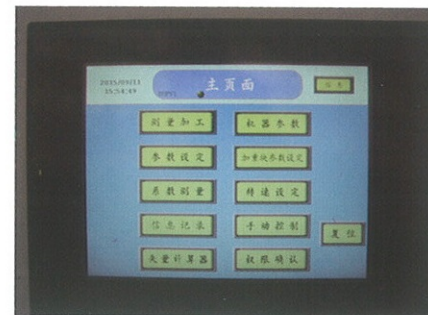 2015/09/11
15:54:49
主页面
测量加工
机器参数
参数设定
加重块参数设定
系数测量
转速设定
信息记录
手动控制
复位
矢量计算器
权限确认